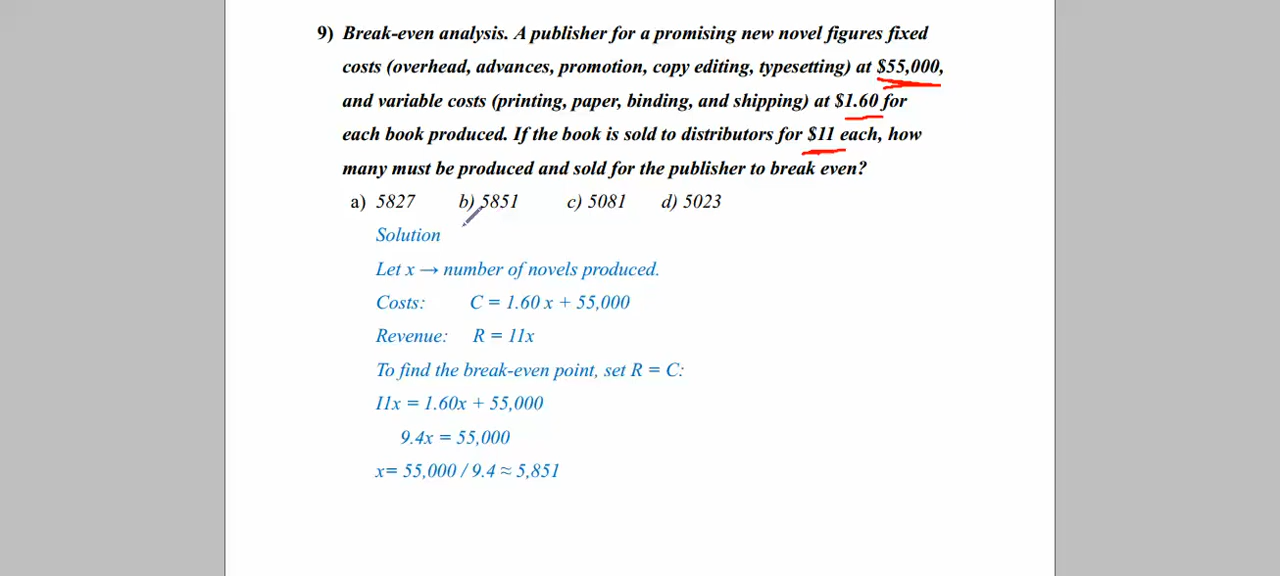 9) Break-even analysis. A publisher for a promising new novel figures fixed
costs (overhead, advances, promotion, copy editing, typesetting) at $55,000,
and variable costs (printing, paper, binding, and shipping) at $1.60 for
each book produced. If the book is sold to distributors for $11 each, how
many must be produced and sold for the publisher to break even?
a) 5827 b) 5851 c) 5081 d) 5023
Solution
Let x → number of novels produced.
Costs: C = 1.60 x + 55,000
Revenue: R = 11x
To find the break-even point, set R = C:
11x = 1.60x + 55,000
9.4x = 55,000
x= 55,000 / 9.4 ≈ 5,851